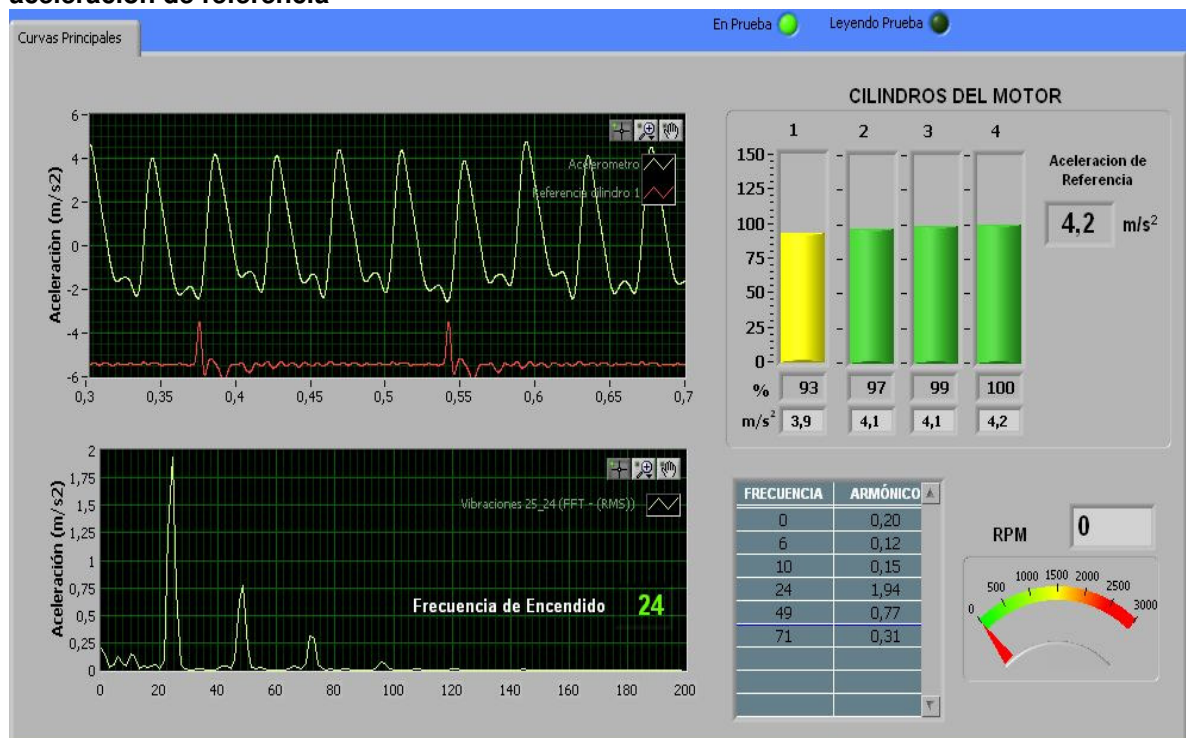 aceleración de referencia
Curvas Principales
En Prueba
Leyendo Prueba
6
4
2
0
-2
-4
-6
Aceleración (m/s2)
Acelerometro
Referencia cilindro 1
0,3 0,35 0,4 0,45 0,5 0,55 0,6 0,65 0,7
CILINDROS DEL MOTOR
1 2 3 4
150
125
100
75
50
25
0
Aceleracion de
Referencia
4,2 m/s²
% 93 97 99 100
m/s² 3,9 4,1 4,1 4,2
2
1,75
1,5
1,25
1
0,75
0,5
0,25
0
Aceleración (m/s2)
Vibraciones 25_24 (FFT - (RMS))
Frecuencia de Encendido 24
0 20 40 60 80 100 120 140 160 180 200
FRECUENCIA ARMÓNICO
0 0,20
6 0,12
10 0,15
24 1,94
49 0,77
71 0,31
RPM 0
0 500 1000 1500 2000 2500 3000